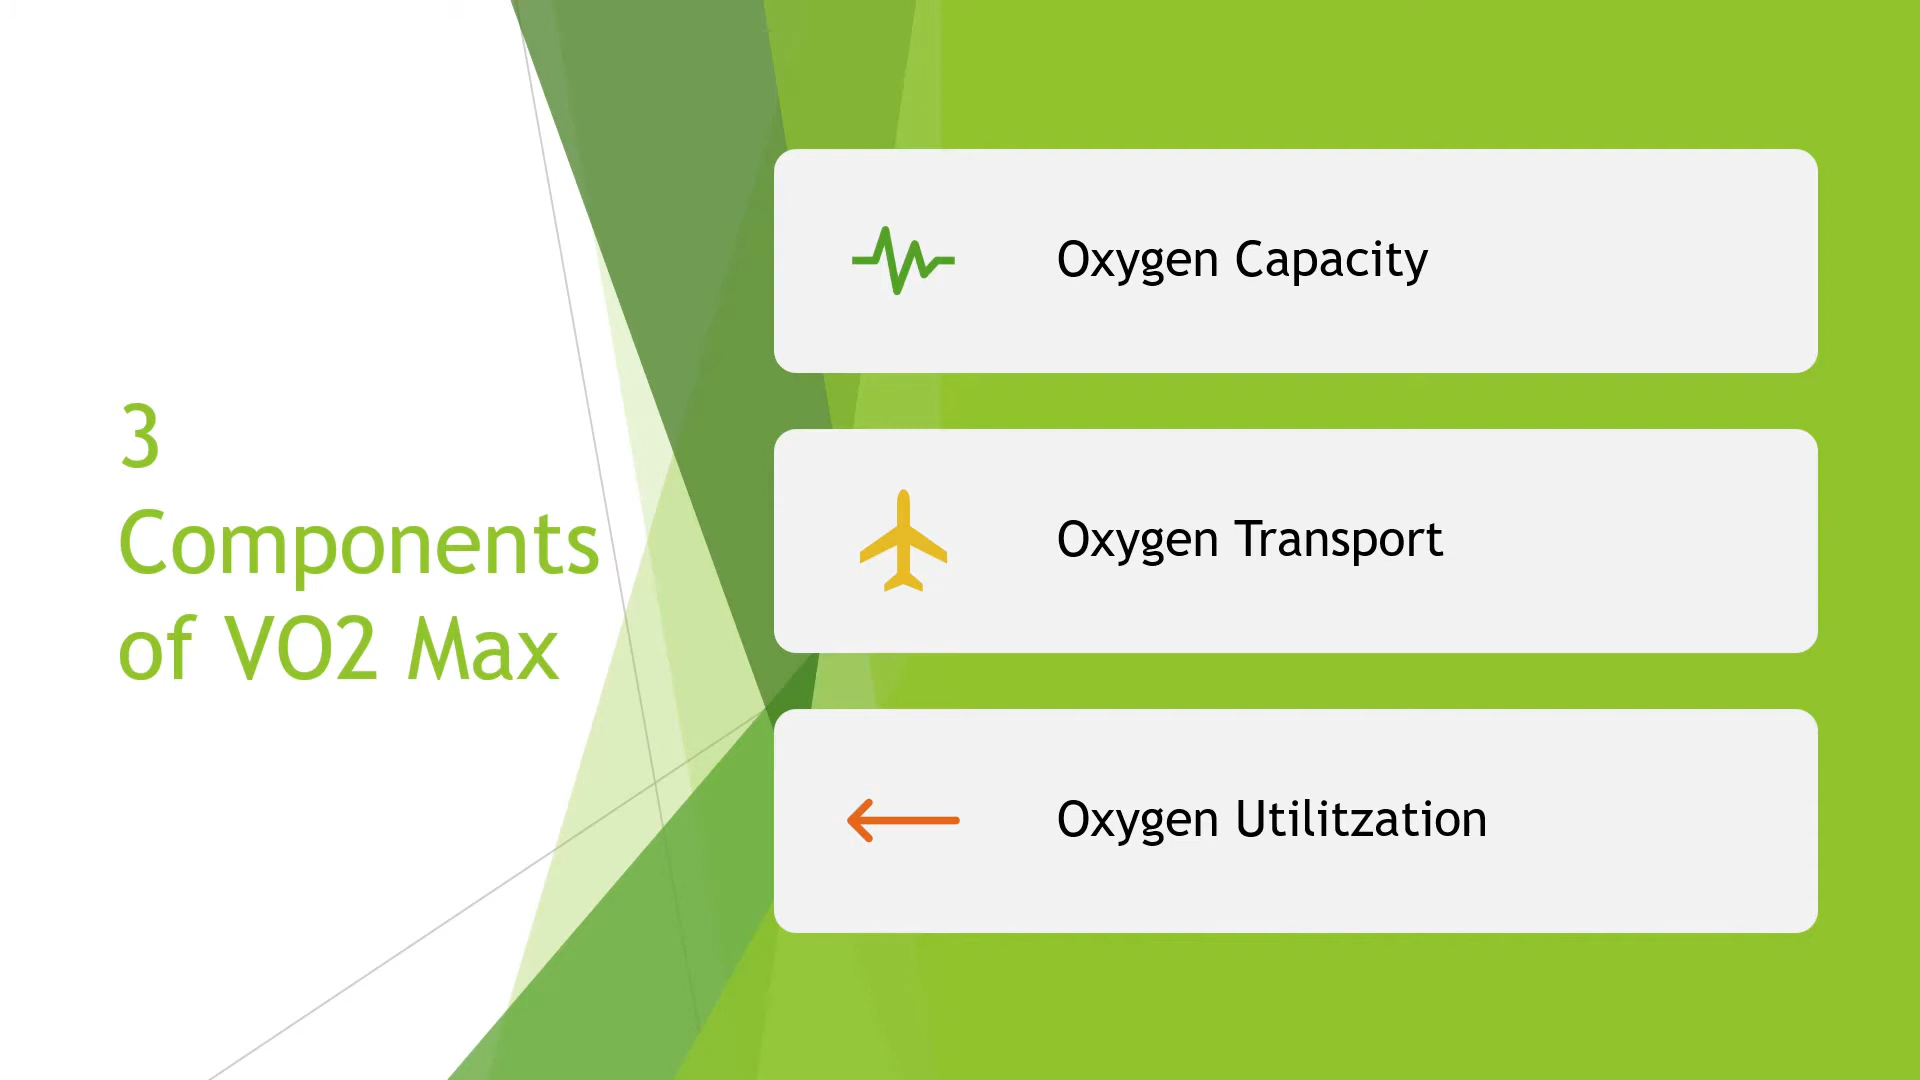 3
Components
of VO2 Max
Oxygen Capacity
Oxygen Transport
Oxygen Utilitzation